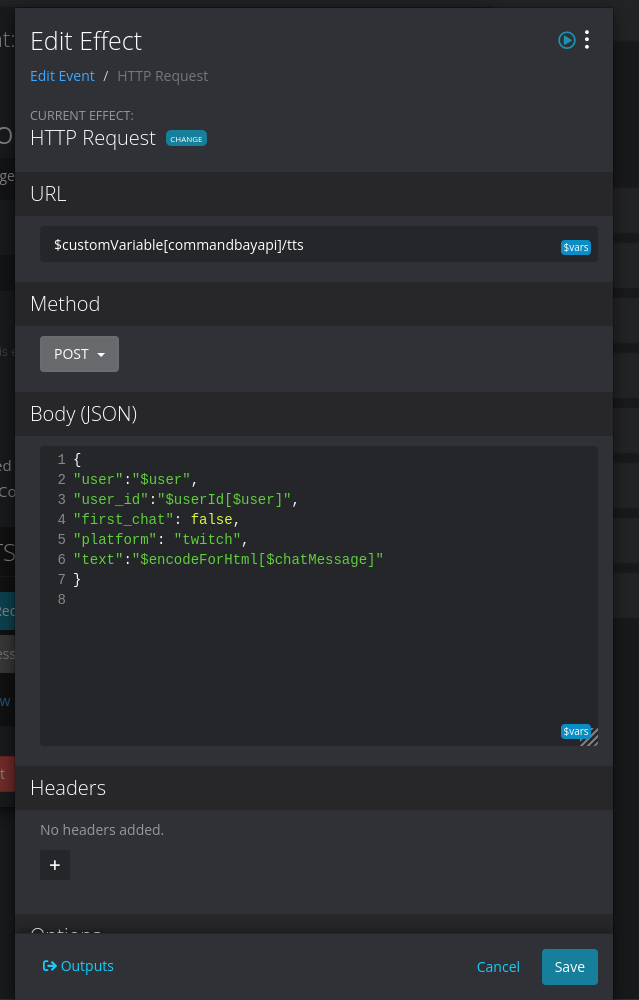 Edit Effect
Edit Event / HTTP Request
CURRENT EFFECT:
HTTP Request CHANGE
URL
$customVariable[commandbayapi]/tts
$vars
Method
POST
Body (JSON)
1 {
2 "user":"$user",
3 "user_id":"$userId[$user]",
4 "first_chat": false,
5 "platform": "twitch",
6 "text":"$encodeForHtml[$chatMessage]"
7 }
8
$vars
Headers
No headers added.
+
Options
Outputs
Cancel
Save